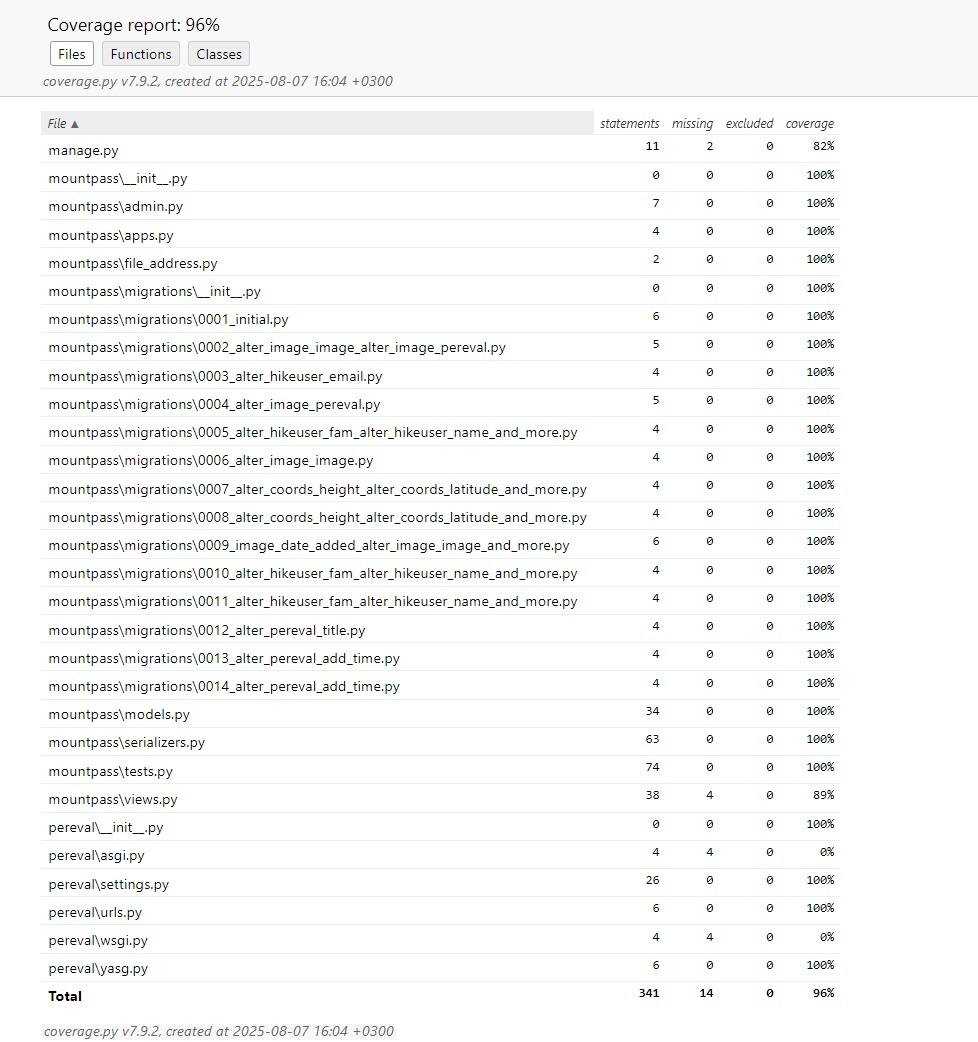 Coverage report: 96%
Files Functions Classes
coverage.py v7.9.2, created at 2025-08-07 16:04 +0300
File ▲ statements missing excluded coverage
manage.py 11 2 0 82%
mountpass\__init__.py 0 0 0 100%
mountpass\admin.py 7 0 0 100%
mountpass\apps.py 4 0 0 100%
mountpass\file_address.py 2 0 0 100%
mountpass\migrations\__init__.py 0 0 0 100%
mountpass\migrations\0001_initial.py 6 0 0 100%
mountpass\migrations\0002_alter_image_image_alter_image_pereval.py 5 0 0 100%
mountpass\migrations\0003_alter_hikeuser_email.py 4 0 0 100%
mountpass\migrations\0004_alter_image_pereval.py 5 0 0 100%
mountpass\migrations\0005_alter_hikeuser_fam_alter_hikeuser_name_and_more.py 4 0 0 100%
mountpass\migrations\0006_alter_image_image.py 4 0 0 100%
mountpass\migrations\0007_alter_coords_height_alter_coords_latitude_and_more.py 4 0 0 100%
mountpass\migrations\0008_alter_coords_height_alter_coords_latitude_and_more.py 4 0 0 100%
mountpass\migrations\0009_image_date_added_alter_image_image_and_more.py 6 0 0 100%
mountpass\migrations\0010_alter_hikeuser_fam_alter_hikeuser_name_and_more.py 4 0 0 100%
mountpass\migrations\0011_alter_hikeuser_fam_alter_hikeuser_name_and_more.py 4 0 0 100%
mountpass\migrations\0012_alter_pereval_title.py 4 0 0 100%
mountpass\migrations\0013_alter_pereval_add_time.py 4 0 0 100%
mountpass\migrations\0014_alter_pereval_add_time.py 4 0 0 100%
mountpass\models.py 34 0 0 100%
mountpass\serializers.py 63 0 0 100%
mountpass\tests.py 74 0 0 100%
mountpass\views.py 38 4 0 89%
pereval\__init__.py 0 0 0 100%
pereval\asgi.py 4 4 0 0%
pereval\settings.py 26 0 0 100%
pereval\urls.py 6 0 0 100%
pereval\wsgi.py 4 4 0 0%
pereval\yasg.py 6 0 0 100%
Total 341 14 0 96%
coverage.py v7.9.2, created at 2025-08-07 16:04 +0300